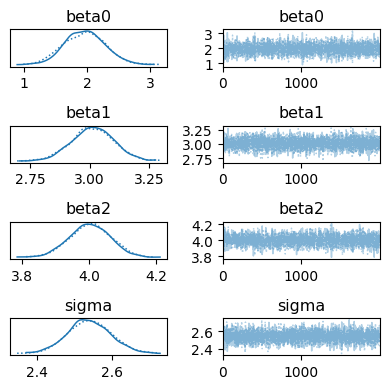 beta0 beta0
3
2
1
1 2 3 0 1000
beta1 beta1
3.25
3.00
2.75
2.75 3.00 3.25 0 1000
beta2 beta2
4.2
4.0
3.8
3.8 4.0 4.2 0 1000
sigma sigma
2.6
2.4
2.4 2.6 0 1000